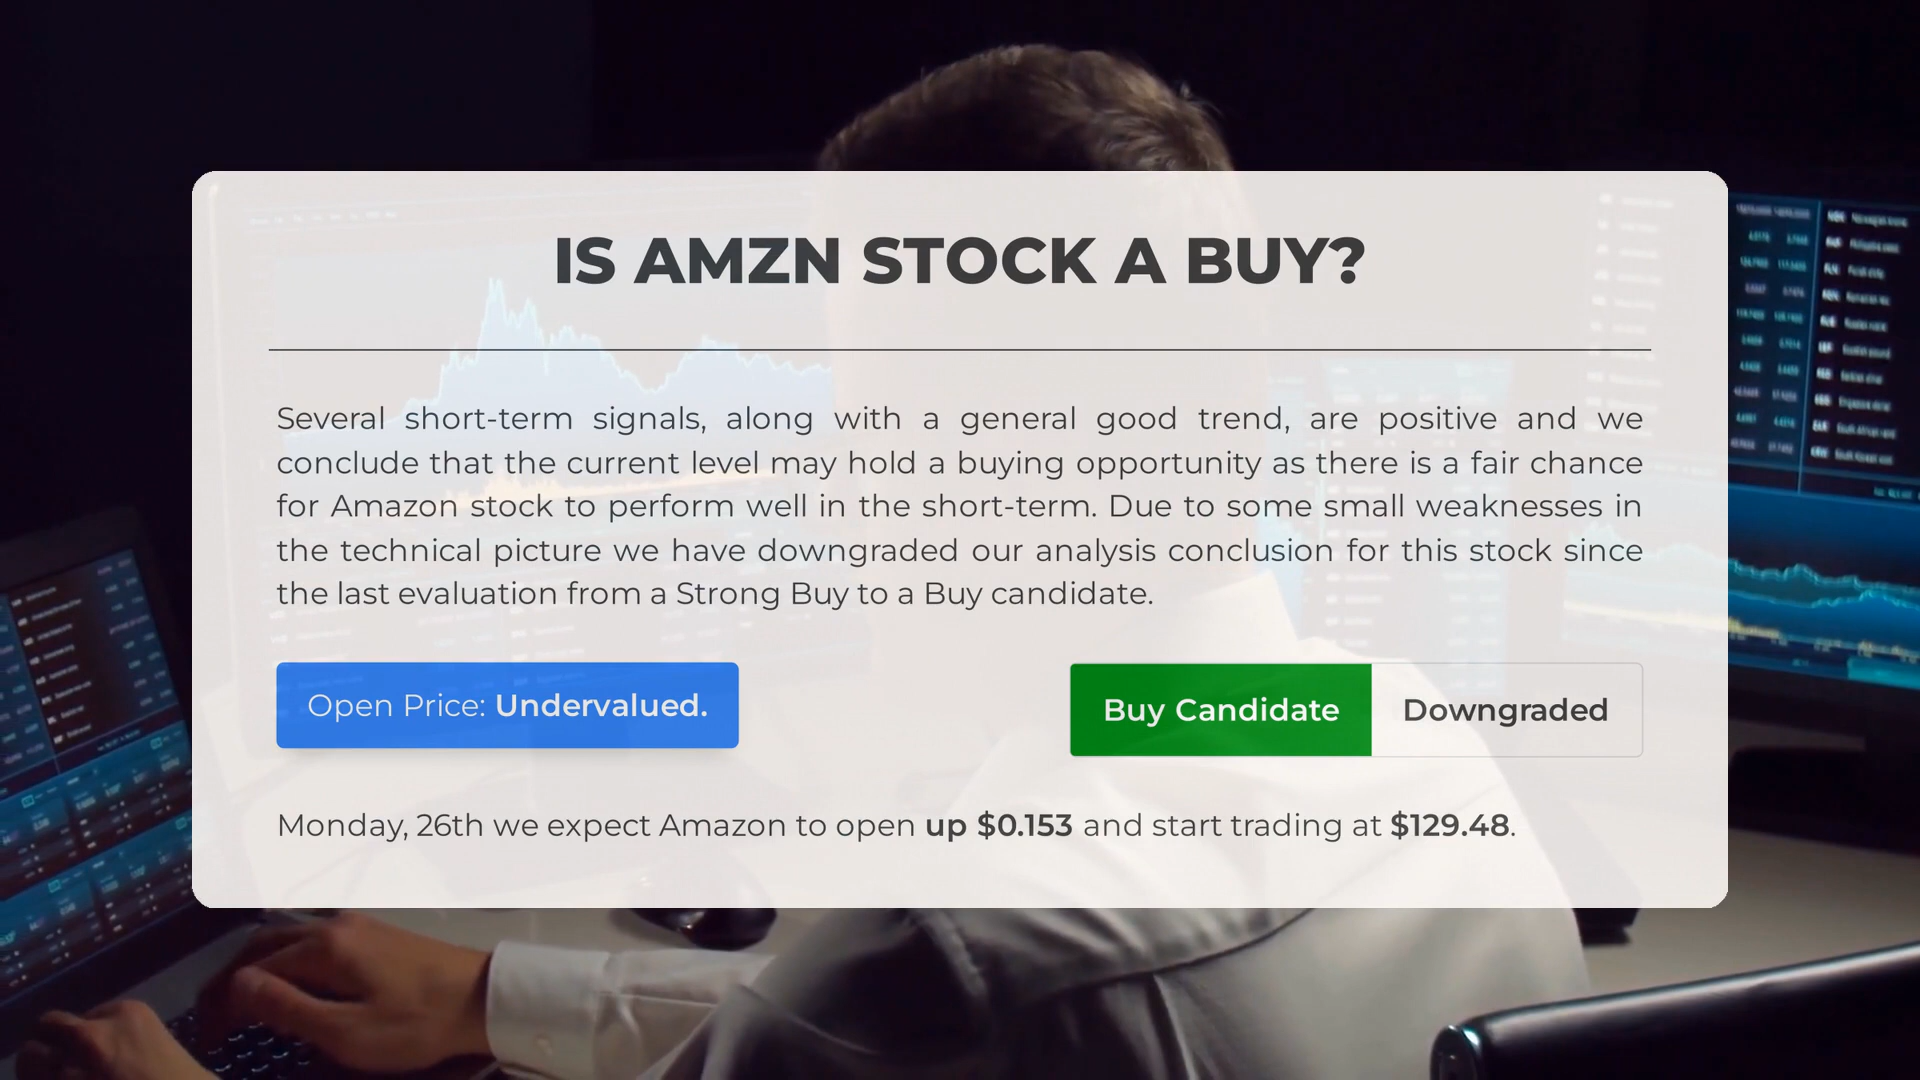 IS AMZN STOCK A BUY?
Several short-term signals, along with a general good trend, are positive and we
conclude that the current level may hold a buying opportunity as there is a fair chance
for Amazon stock to perform well in the short-term. Due to some small weaknesses in
the technical picture we have downgraded our analysis conclusion for this stock since
the last evaluation from a Strong Buy to a Buy candidate.
Open Price: Undervalued.
Buy Candidate Downgraded
Monday, 26th we expect Amazon to open up $0.153 and start trading at $129.48.